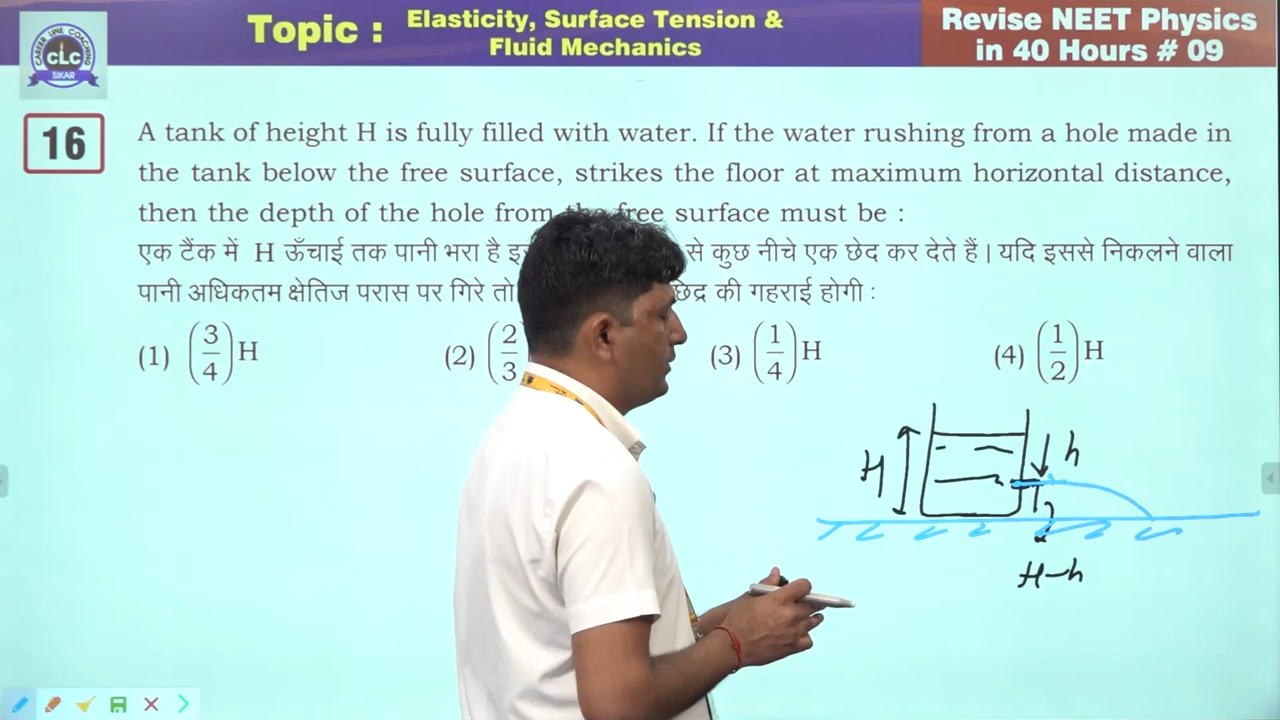 Topic : Elasticity, Surface Tension & Fluid Mechanics
Revise NEET Physics in 40 Hours # 09
CAREER LINE COACHING
CLC
SIKAR
16
A tank of height H is fully filled with water. If the water rushing from a hole made in
the tank below the free surface, strikes the floor at maximum horizontal distance,
then the depth of the hole from the free surface must be :
एक टैंक में H ऊँचाई तक पानी भरा है से कुछ नीचे एक छेद कर देते हैं। यदि इससे निकलने वाला
पानी अधिकतम क्षेतिज परास पर गिरे तो छिद्र की गहराई होगी :
(1) (3/4)H (2) (2/3 (3) (1/4)H (4) (1/2)H
H h
H-h